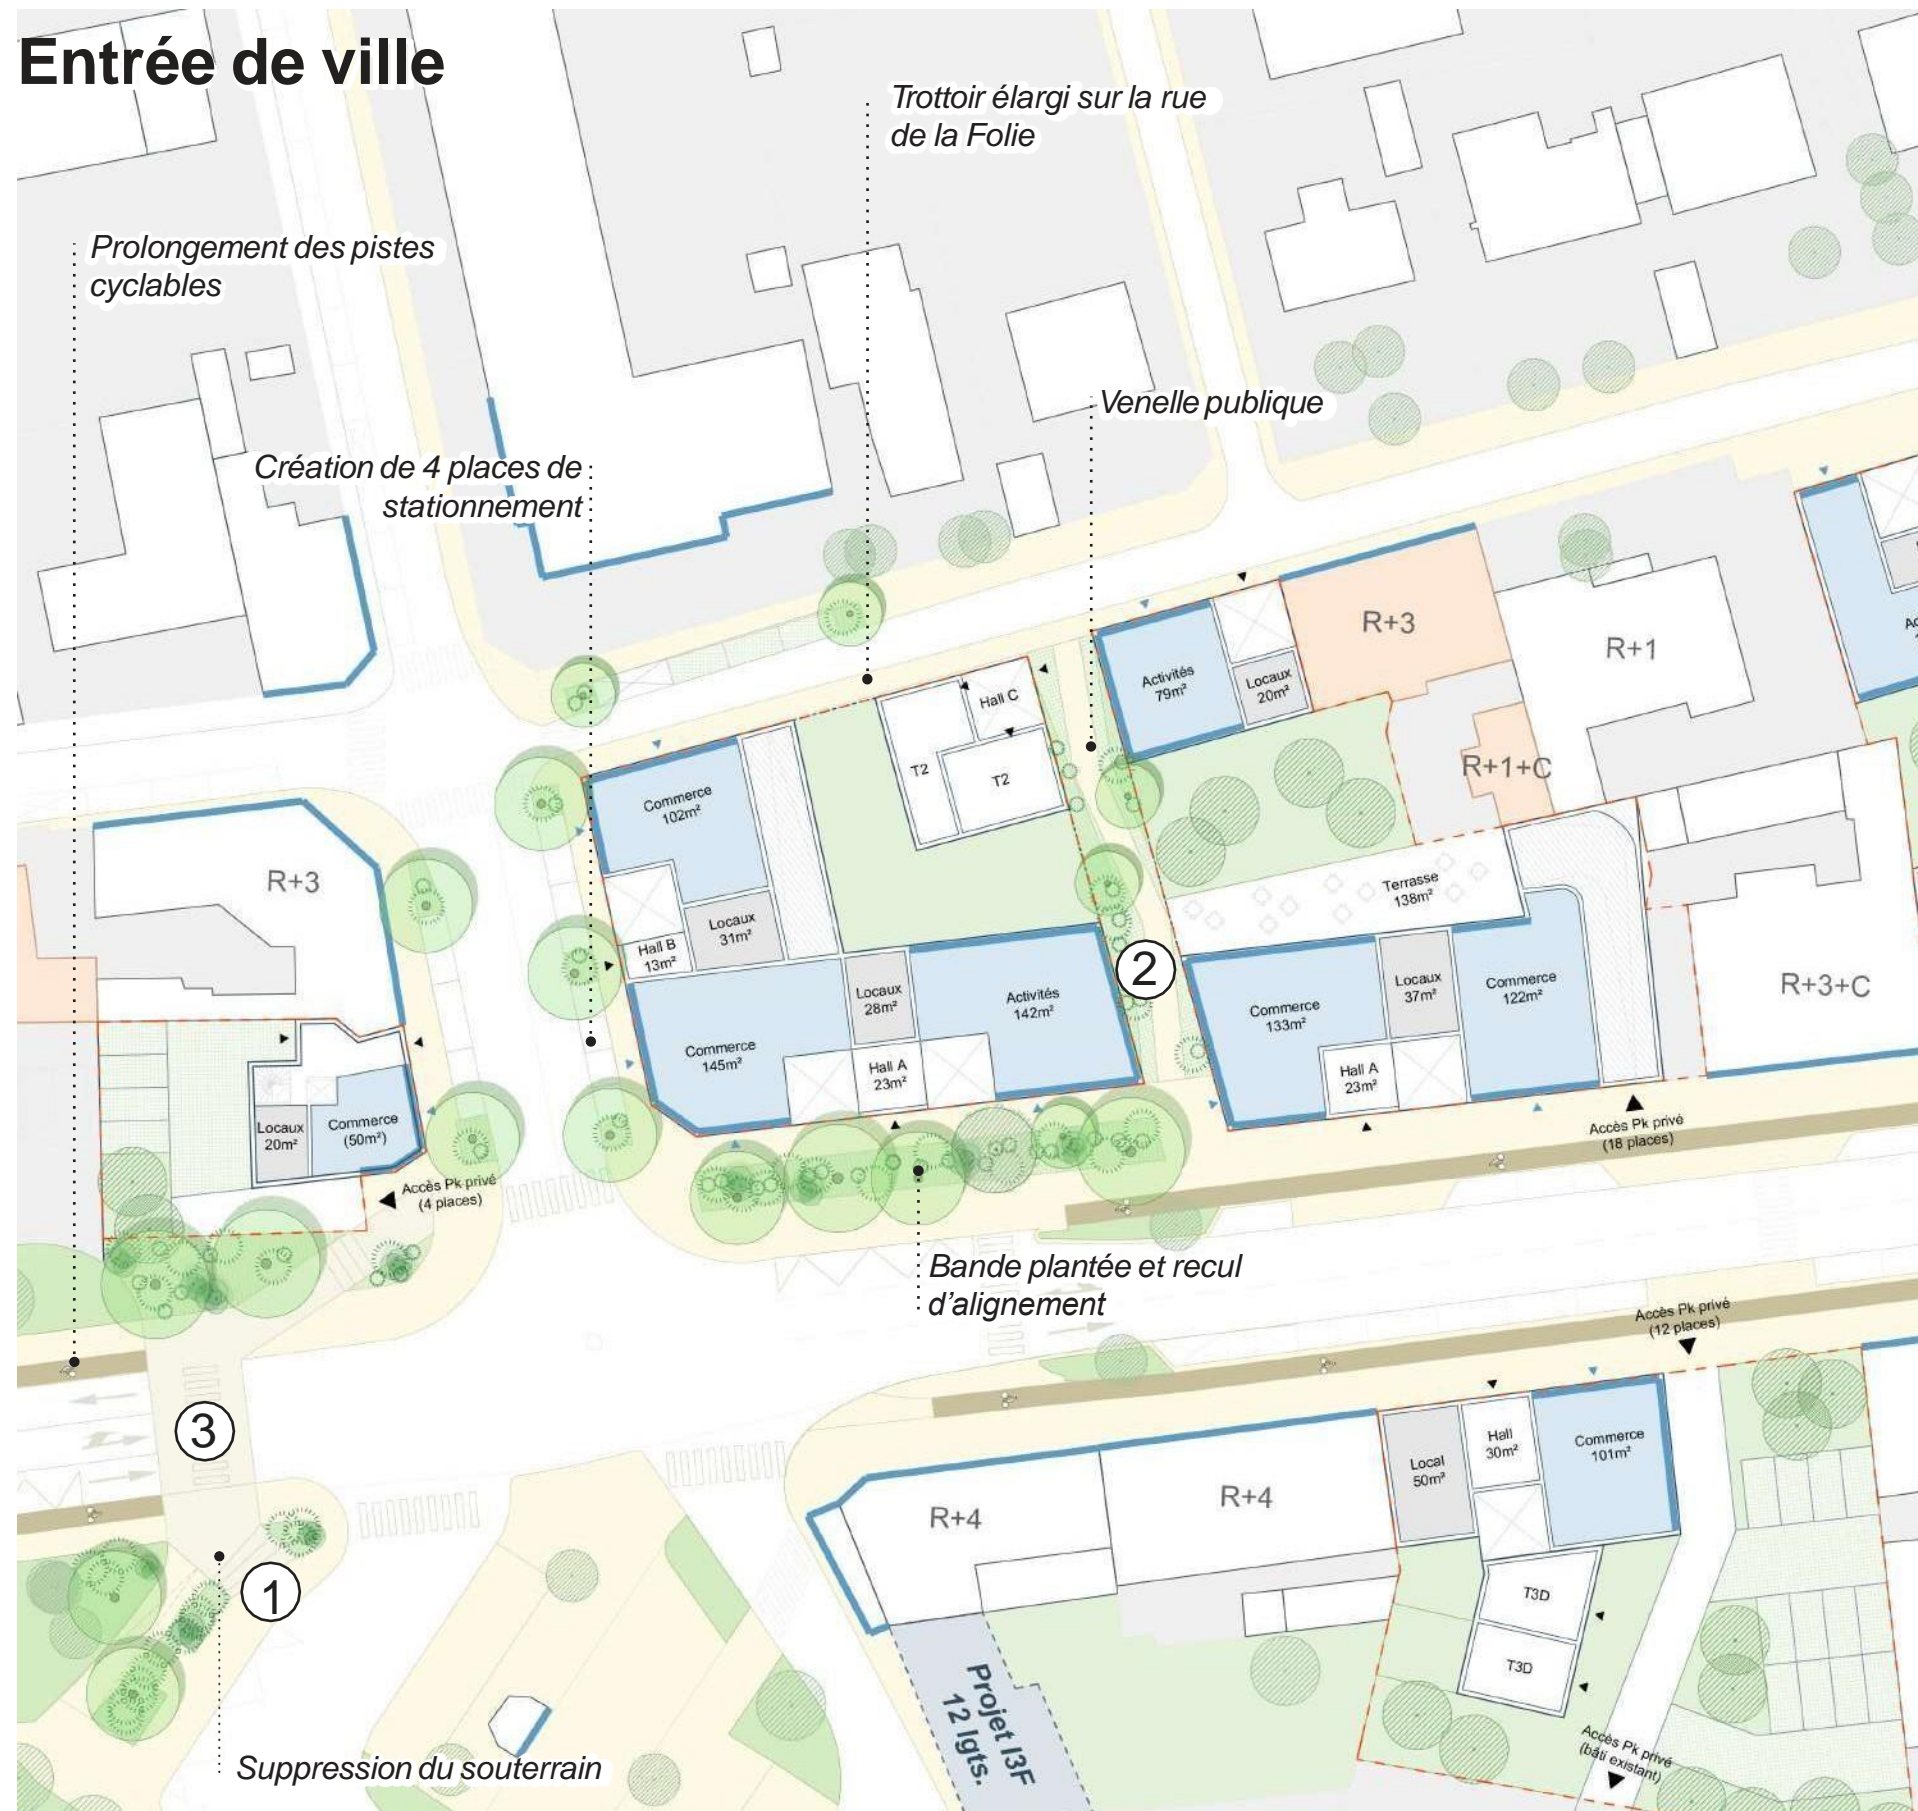 Entrée de ville
Trottoir élargi sur la rue
de la Folie
Prolongement des pistes
cyclables
Venelle publique
Création de 4 places de
stationnement
R+3
R+1
R+1+C
Activités
79m²
Locaux
20m²
Hall C
T2
T2
Commerce
102m²
R+3
Locaux
31m²
Hall B
13m²
Terrasse
138m²
2
R+3+C
Locaux
28m²
Activités
142m²
Commerce
145m²
Hall A
23m²
Commerce
133m²
Locaux
37m²
Commerce
122m²
Hall A
23m²
Locaux
20m²
Commerce
(50m²)
Accès Pk privé
(4 places)
Accès Pk privé
(18 places)
Bande plantée et recul
d'alignement
Accès Pk privé
(12 places)
3
Local
50m²
Hall
30m²
Commerce
101m²
R+4
R+4
1
T3D
T3D
Projet I3F
12 lgts.
Accès Pk privé
(bâti existant)
Suppression du souterrain